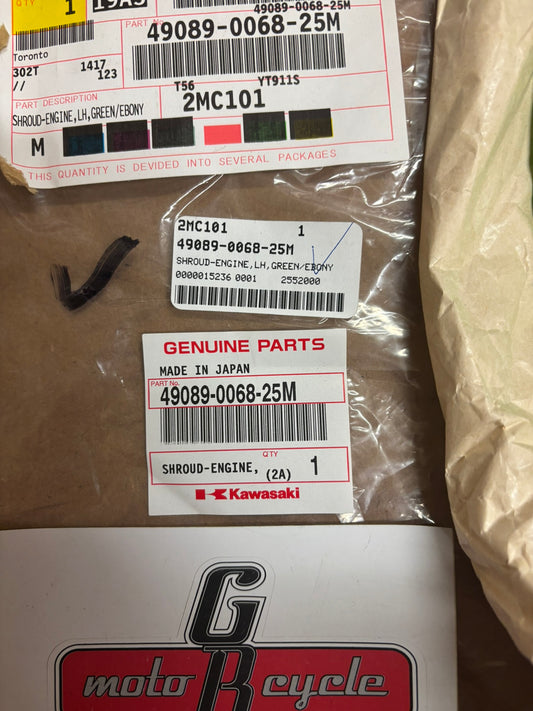 QTY
1
19A3
49089-0068-25M
PART No.
49089-0068-25M
Toronto
302T 1417
// 123
T56 YT911S
PART DESCRIPTION
2MC101
SHROUD-ENGINE,LH,GREEN/EBONY
M
THIS QUANTITY IS DEVIDED INTO SEVERAL PACKAGES
2MC101 1
49089-0068-25M
SHROUD-ENGINE,LH,GREEN/EBONY
0000015236 0001 2552000
GENUINE PARTS
MADE IN JAPAN
PART No.
49089-0068-25M
QTY
SHROUD-ENGINE, (2A) 1
Kawasaki
G
moto R cycle